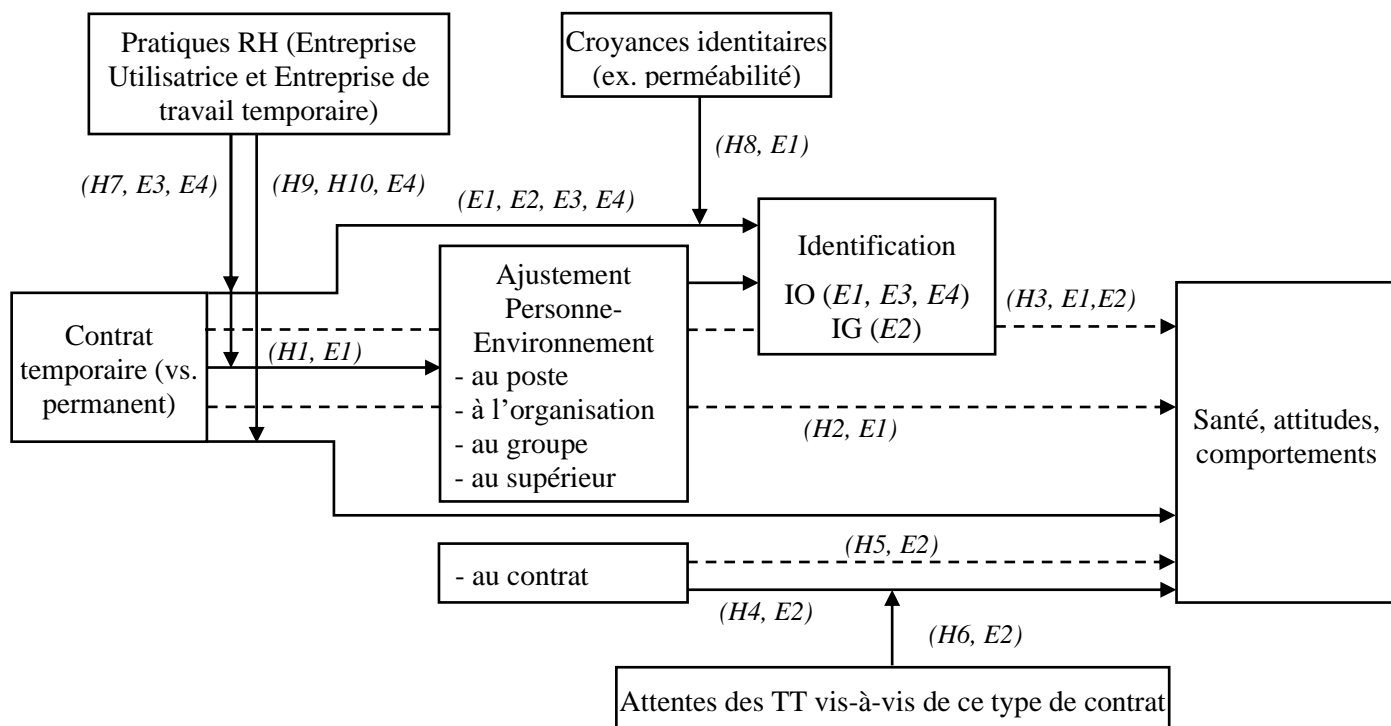 Pratiques RH (Entreprise
Utilisatrice et Entreprise de
travail temporaire)
Croyances identitaires
(ex. perméabilité)
(H7, E3, E4)
(H9, H10, E4)
(H8, E1)
(E1, E2, E3, E4)
Identification
IO (E1, E3, E4)
IG (E2)
Ajustement
Personne-
Environnement
- au poste
- à l’organisation
- au groupe
- au supérieur
Contrat
temporaire (vs.
permanent)
(H1, E1)
(H3, E1,E2)
(H2, E1)
Santé, attitudes,
comportements
- au contrat
(H5, E2)
(H4, E2)
(H6, E2)
Attentes des TT vis-à-vis de ce type de contrat